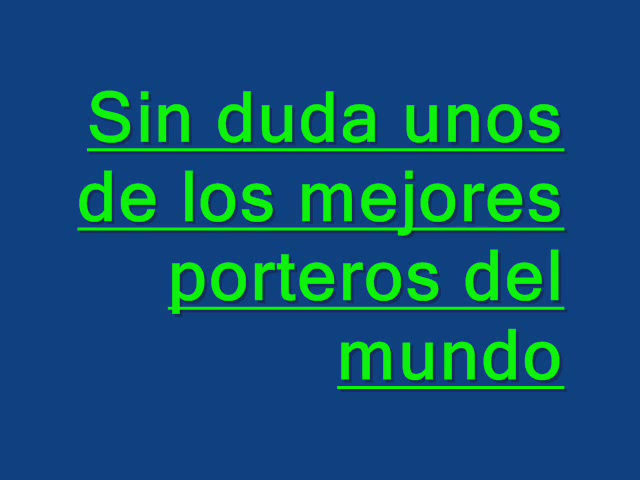 Sin duda unos
de los mejores
porteros del
mundo